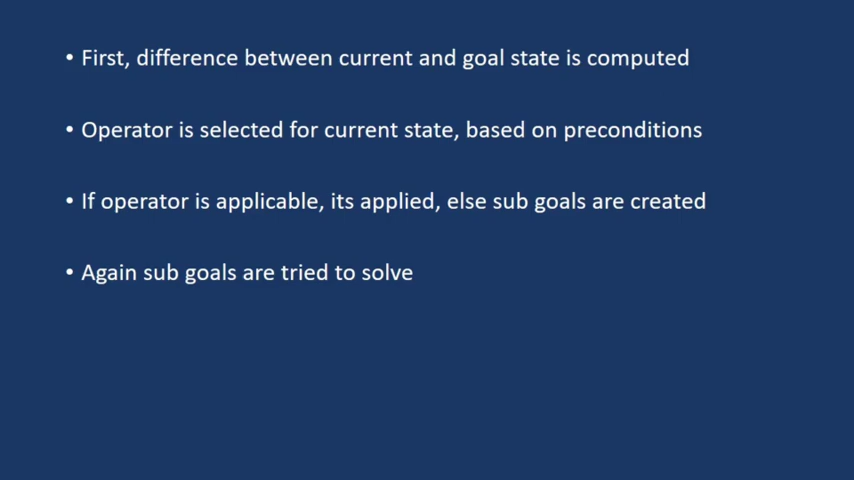 • First, difference between current and goal state is computed
• Operator is selected for current state, based on preconditions
• If operator is applicable, its applied, else sub goals are created
• Again sub goals are tried to solve